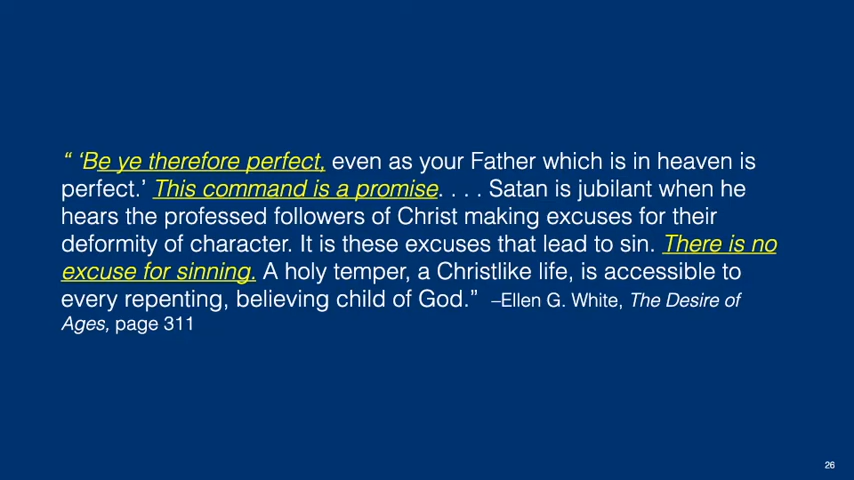 “ ‘Be ye therefore perfect, even as your Father which is in heaven is
perfect.’ This command is a promise. . . . Satan is jubilant when he
hears the professed followers of Christ making excuses for their
deformity of character. It is these excuses that lead to sin. There is no
excuse for sinning. A holy temper, a Christlike life, is accessible to
every repenting, believing child of God.” –Ellen G. White, The Desire of
Ages, page 311
26